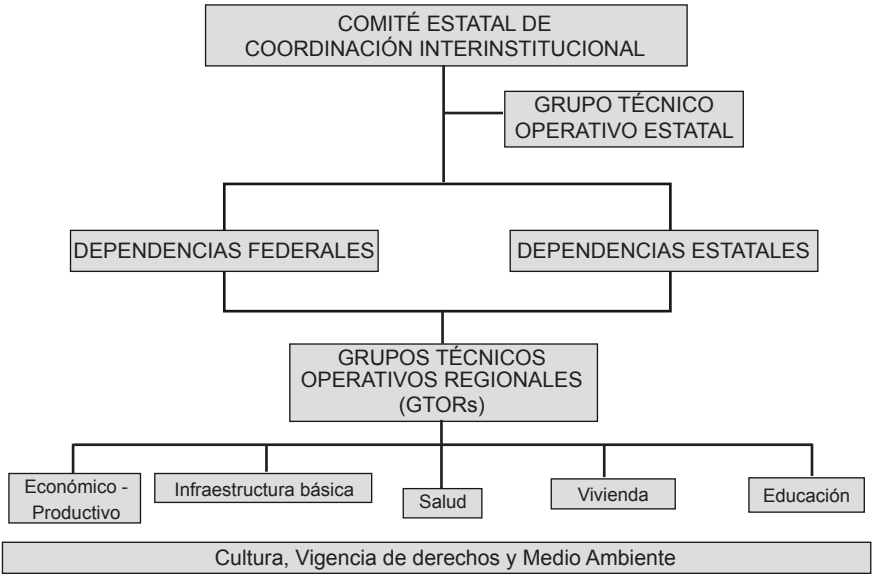 COMITÉ ESTATAL DE
COORDINACIÓN INTERINSTITUCIONAL
GRUPO TÉCNICO
OPERATIVO ESTATAL
DEPENDENCIAS FEDERALES
DEPENDENCIAS ESTATALES
GRUPOS TÉCNICOS
OPERATIVOS REGIONALES
(GTORs)
Económico -
Productivo
Infraestructura básica
Salud
Vivienda
Educación
Cultura, Vigencia de derechos y Medio Ambiente